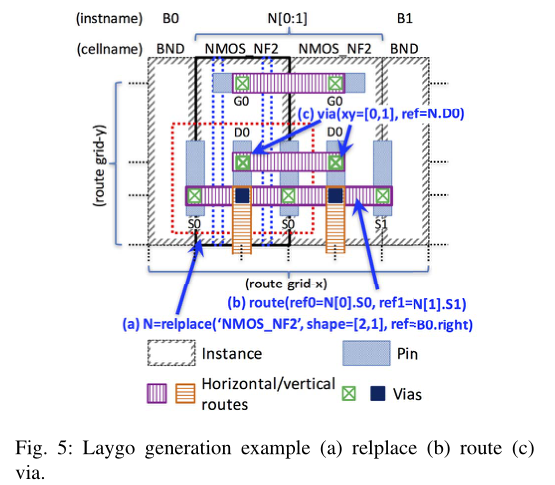 (instname) B0 N[0:1] B1
(cellname) BND NMOS_NF2 NMOS_NF2 BND
G0 G0
(c) via(xy=[0,1], ref=N.D0)
D0 D0
(route grid-y)
S0 S0 S1
(route grid x)
(b) route(ref0=N[0].S0, ref1=N[1].S1)
(a) N=relplace('NMOS_NF2', shape=[2,1], ref=B0.right)
Instance Pin
Horizontal/vertical routes Vias
Fig. 5: Laygo generation example (a) relplace (b) route (c)
via.